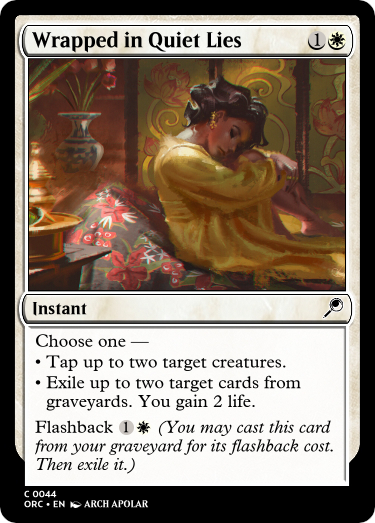 Wrapped in Quiet Lies 1
Instant
Choose one —
• Tap up to two target creatures.
• Exile up to two target cards from
graveyards. You gain 2 life.
Flashback 1 (You may cast this card
from your graveyard for its flashback cost.
Then exile it.)
C 0044
ORC • EN ARCH APOLAR